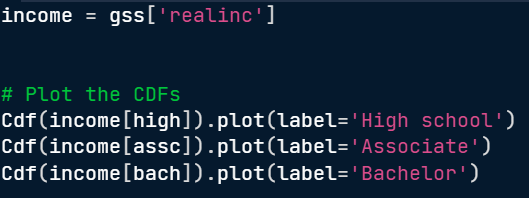 income = gss['realinc']
# Plot the CDFs
Cdf(income[high]).plot(label='High school')
Cdf(income[assc]).plot(label='Associate')
Cdf(income[bach]).plot(label='Bachelor')